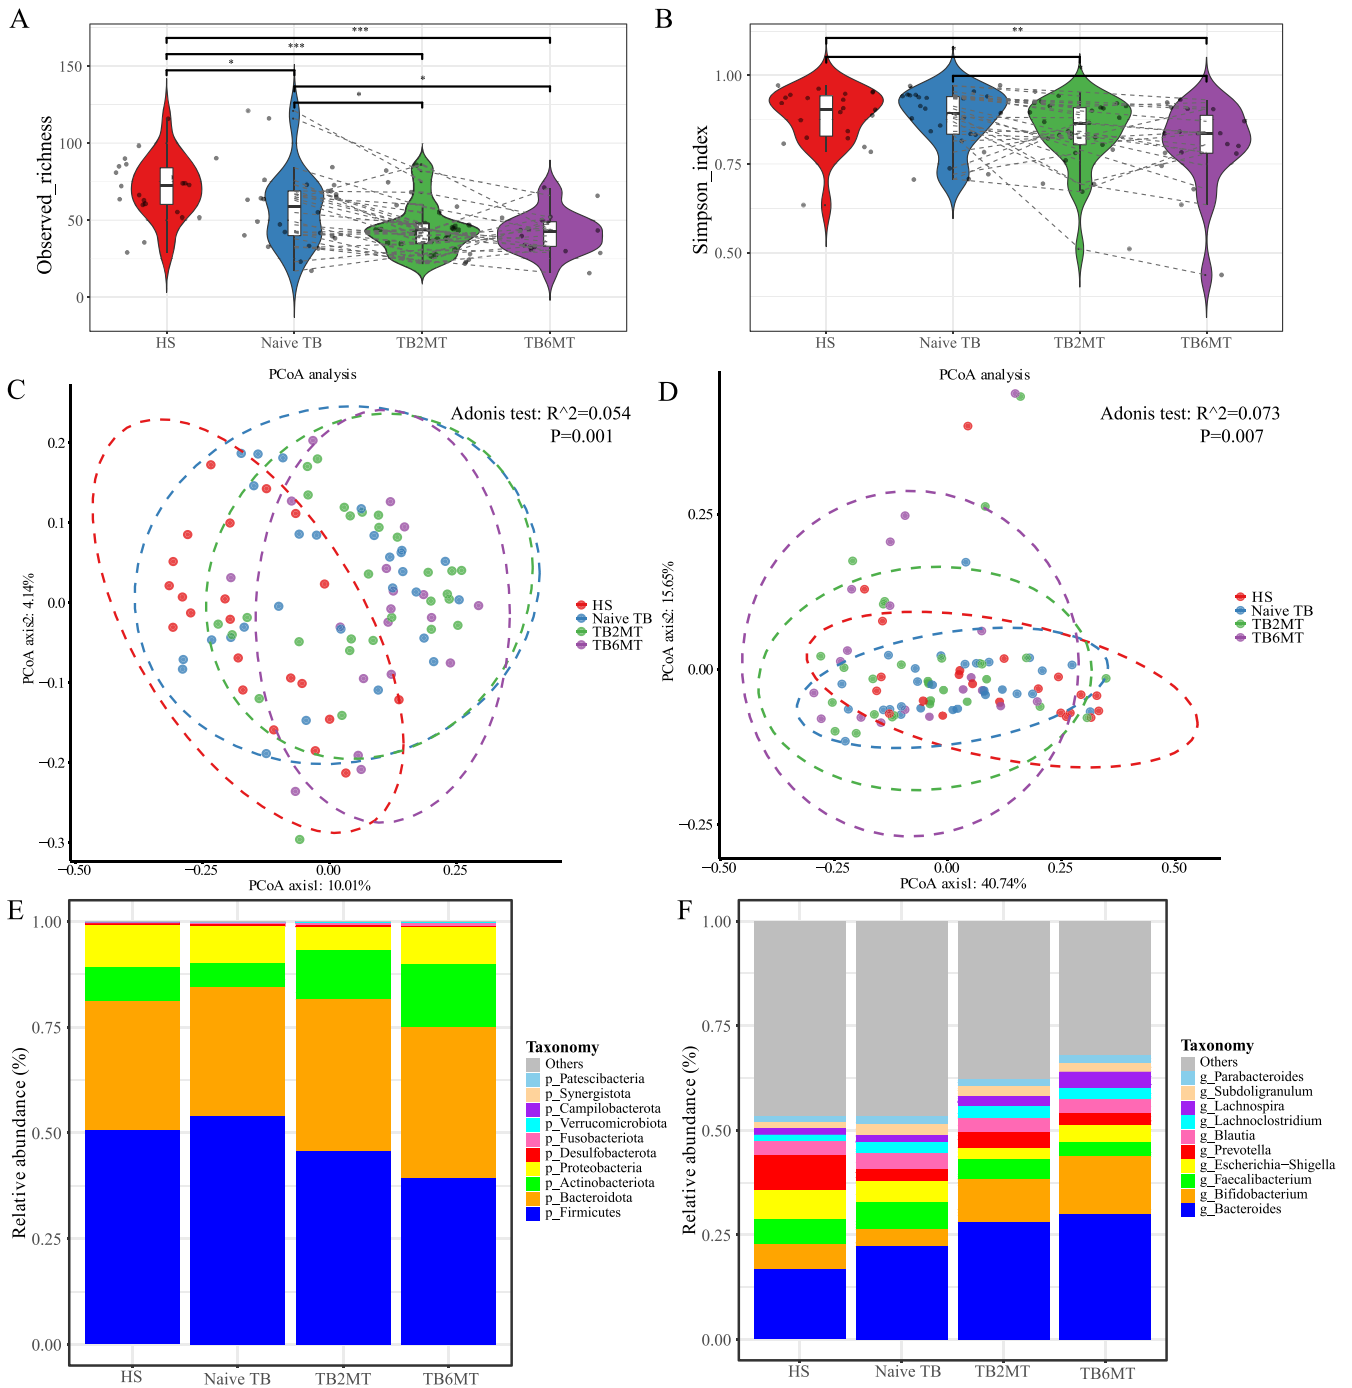 A
***
***
*
*
*
150
100
50
0
Observed_richness
HS
Naive TB
TB2MT
TB6MT
B
**
*
1.00
0.75
0.50
Simpson_index
HS
Naive TB
TB2MT
TB6MT
C
PCoA analysis
Adonis test: R^2=0.054
P=0.001
0.2
0.1
0.0
−0.1
−0.2
−0.3
PCoA axis2: 4.14%
−0.50
−0.25
0.00
0.25
PCoA axis1: 10.01%
HS
Naive TB
TB2MT
TB6MT
D
PCoA analysis
Adonis test: R^2=0.073
P=0.007
0.25
0.00
−0.25
PCoA axis2: 15.65%
−0.50
−0.25
0.00
0.25
0.50
PCoA axis1: 40.74%
HS
Naive TB
TB2MT
TB6MT
E
1.00
0.75
0.50
0.25
0.00
Relative abundance (%)
HS
Naive TB
TB2MT
TB6MT
Taxonomy
Others
p_Patescibacteria
p_Synergistota
p_Campilobacterota
p_Verrucomicrobiota
p_Fusobacteriota
p_Desulfobacterota
p_Proteobacteria
p_Actinobacteriota
p_Bacteroidota
p_Firmicutes
F
1.00
0.75
0.50
0.25
0.00
Relative abundance (%)
HS
Naive TB
TB2MT
TB6MT
Taxonomy
Others
g_Parabacteroides
g_Subdoligranulum
g_Lachnospira
g_Lachnoclostridium
g_Blautia
g_Prevotella
g_Escherichia−Shigella
g_Faecalibacterium
g_Bifidobacterium
g_Bacteroides